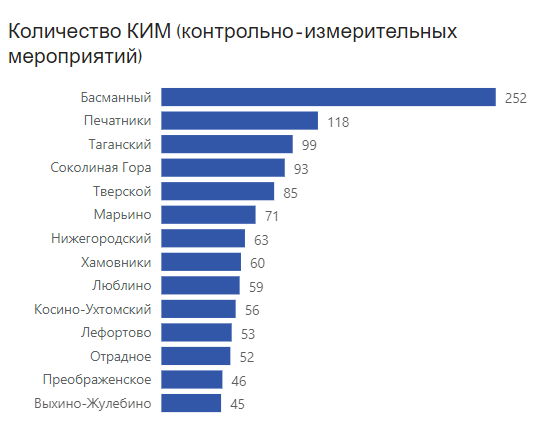 Количество КИМ (контрольно-измерительных
мероприятий)
Басманный 252
Печатники 118
Таганский 99
Соколиная Гора 93
Тверской 85
Марьино 71
Нижегородский 63
Хамовники 60
Люблино 59
Косино-Ухтомский 56
Лефортово 53
Отрадное 52
Преображенское 46
Выхино-Жулебино 45